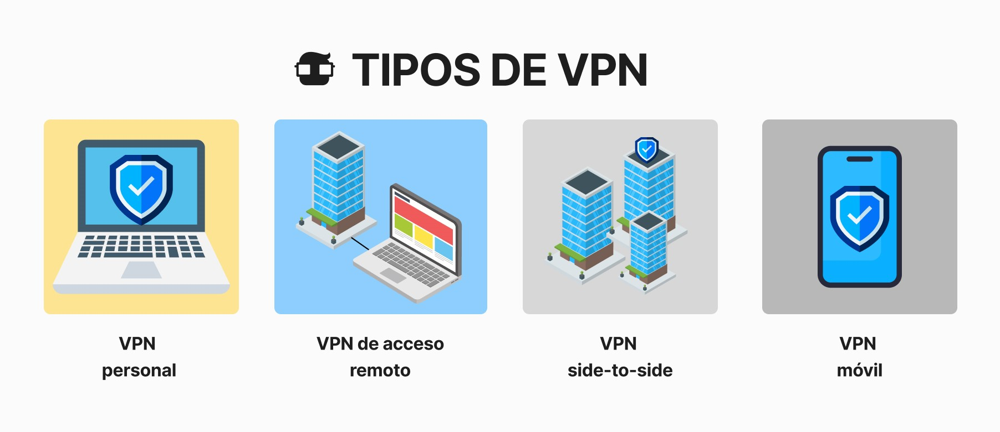 TIPOS DE VPN
VPN
personal
VPN de acceso
remoto
VPN
side-to-side
VPN
móvil